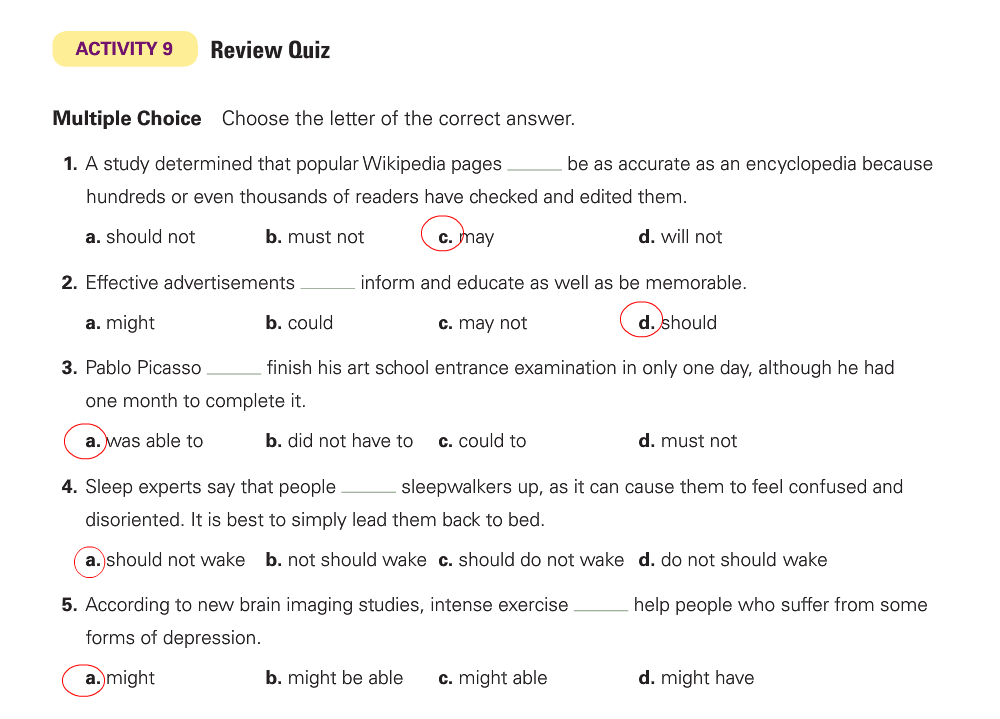 ACTIVITY 9 Review Quiz
Multiple Choice Choose the letter of the correct answer.
1. A study determined that popular Wikipedia pages _____ be as accurate as an encyclopedia because
hundreds or even thousands of readers have checked and edited them.
a. should not b. must not c. may d. will not
2. Effective advertisements _____ inform and educate as well as be memorable.
a. might b. could c. may not d. should
3. Pablo Picasso _____ finish his art school entrance examination in only one day, although he had
one month to complete it.
a. was able to b. did not have to c. could to d. must not
4. Sleep experts say that people _____ sleepwalkers up, as it can cause them to feel confused and
disoriented. It is best to simply lead them back to bed.
a. should not wake b. not should wake c. should do not wake d. do not should wake
5. According to new brain imaging studies, intense exercise _____ help people who suffer from some
forms of depression.
a. might b. might be able c. might able d. might have